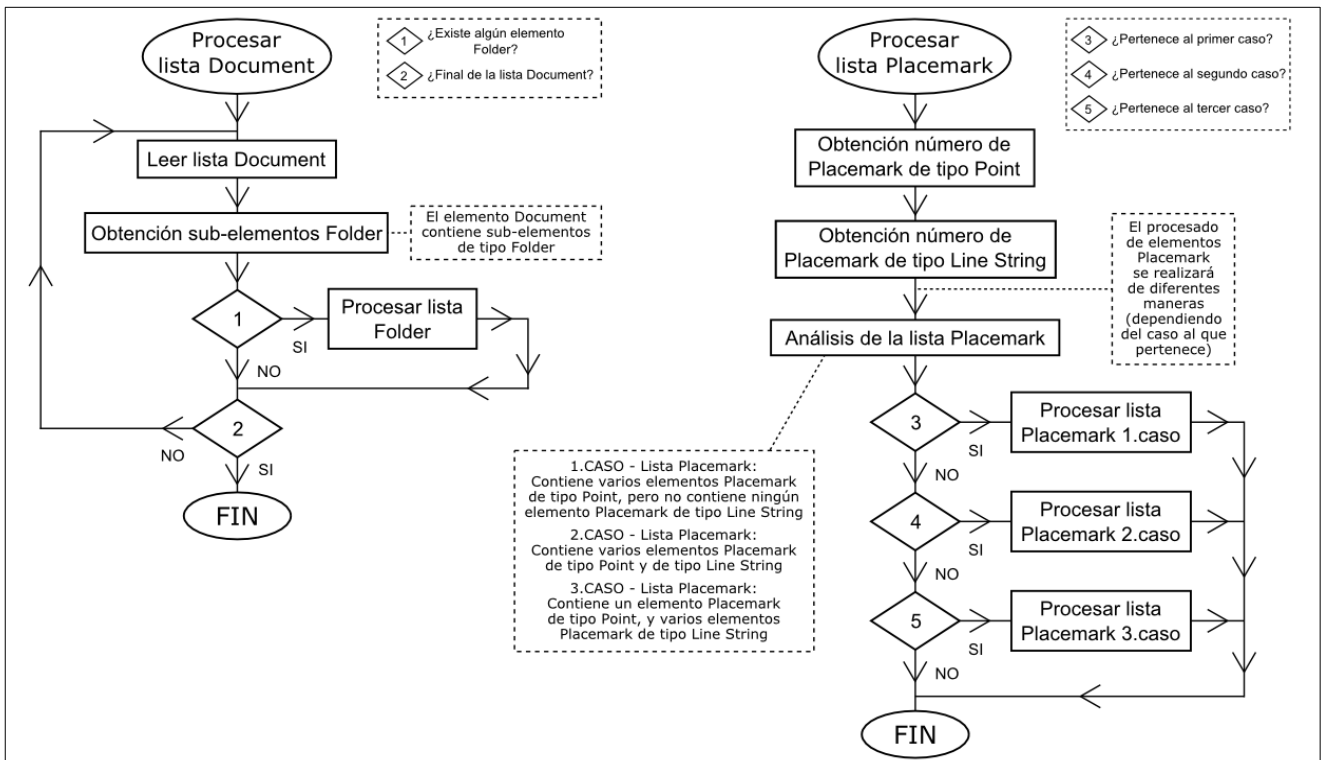 Procesar
lista Document
1
¿Existe algún elemento
Folder?
2
¿Final de la lista Document?
Leer lista Document
Obtención sub-elementos Folder
El elemento Document
contiene sub-elementos
de tipo Folder
1
SI
Procesar lista
Folder
NO
2
NO
SI
FIN
Procesar
lista Placemark
3
¿Pertenece al primer caso?
4
¿Pertenece al segundo caso?
5
¿Pertenece al tercer caso?
Obtención número de
Placemark de tipo Point
Obtención número de
Placemark de tipo Line String
El procesado
de elementos
Placemark
se realizará
de diferentes
maneras
(dependiendo
del caso al que
pertenece)
Análisis de la lista Placemark
1.CASO - Lista Placemark:
Contiene varios elementos Placemark
de tipo Point, pero no contiene ningún
elemento Placemark de tipo Line String
2.CASO - Lista Placemark:
Contiene varios elementos Placemark
de tipo Point y de tipo Line String
3.CASO - Lista Placemark:
Contiene un elemento Placemark
de tipo Point, y varios elementos
Placemark de tipo Line String
3
SI
Procesar lista
Placemark 1.caso
NO
4
SI
Procesar lista
Placemark 2.caso
NO
5
SI
Procesar lista
Placemark 3.caso
NO
FIN